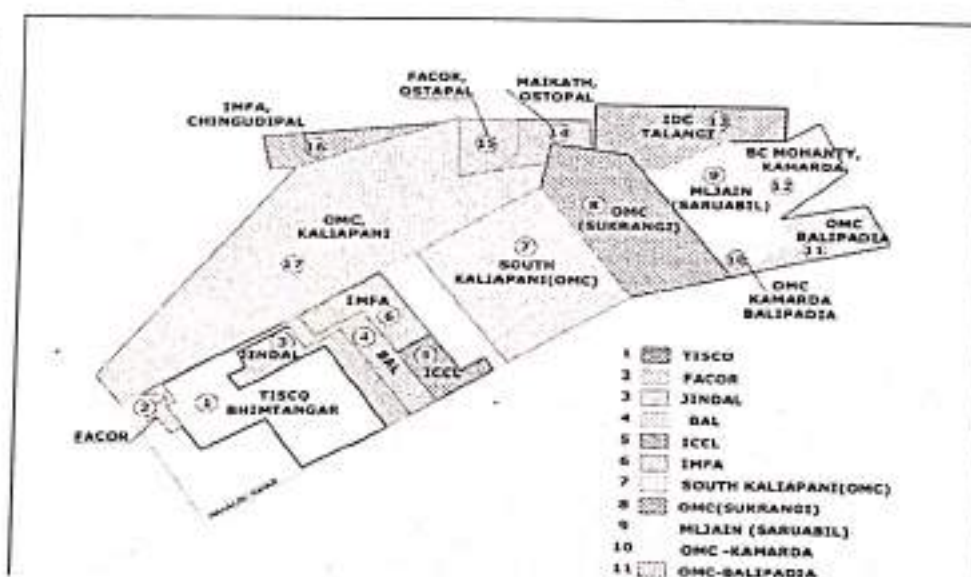 FACOR,
OSTAPAL
MAIKATH,
OSTOPAL
IMFA,
CHINGUDIPAL
16
15
14
IDC 13
TALANGI
BC MOHANTY,
KAMARDA
12
9
MLJAIN
(SARUABIL)
8 OMC
(SUKRANGI)
OMC
BALIPADIA
11
10
OMC
KAMARDA
BALIPADIA
OMC,
KALIAPANI
17
7
SOUTH
KALIAPANI(OMC)
IMFA
6
3
JINDAL
4
BAL
5
ICCL
2
1
TISCO
BHIMTANGAR
FACOR
1 TISCO
3 FACOR
3 JINDAL
4 BAL
5 ICCL
6 IMFA
7 SOUTH KALIAPANI(OMC)
8 OMC(SUKRANGI)
9 MLJAIN (SARUABIL)
10 OMC -KAMARDA
11 OMC-BALIPADIA